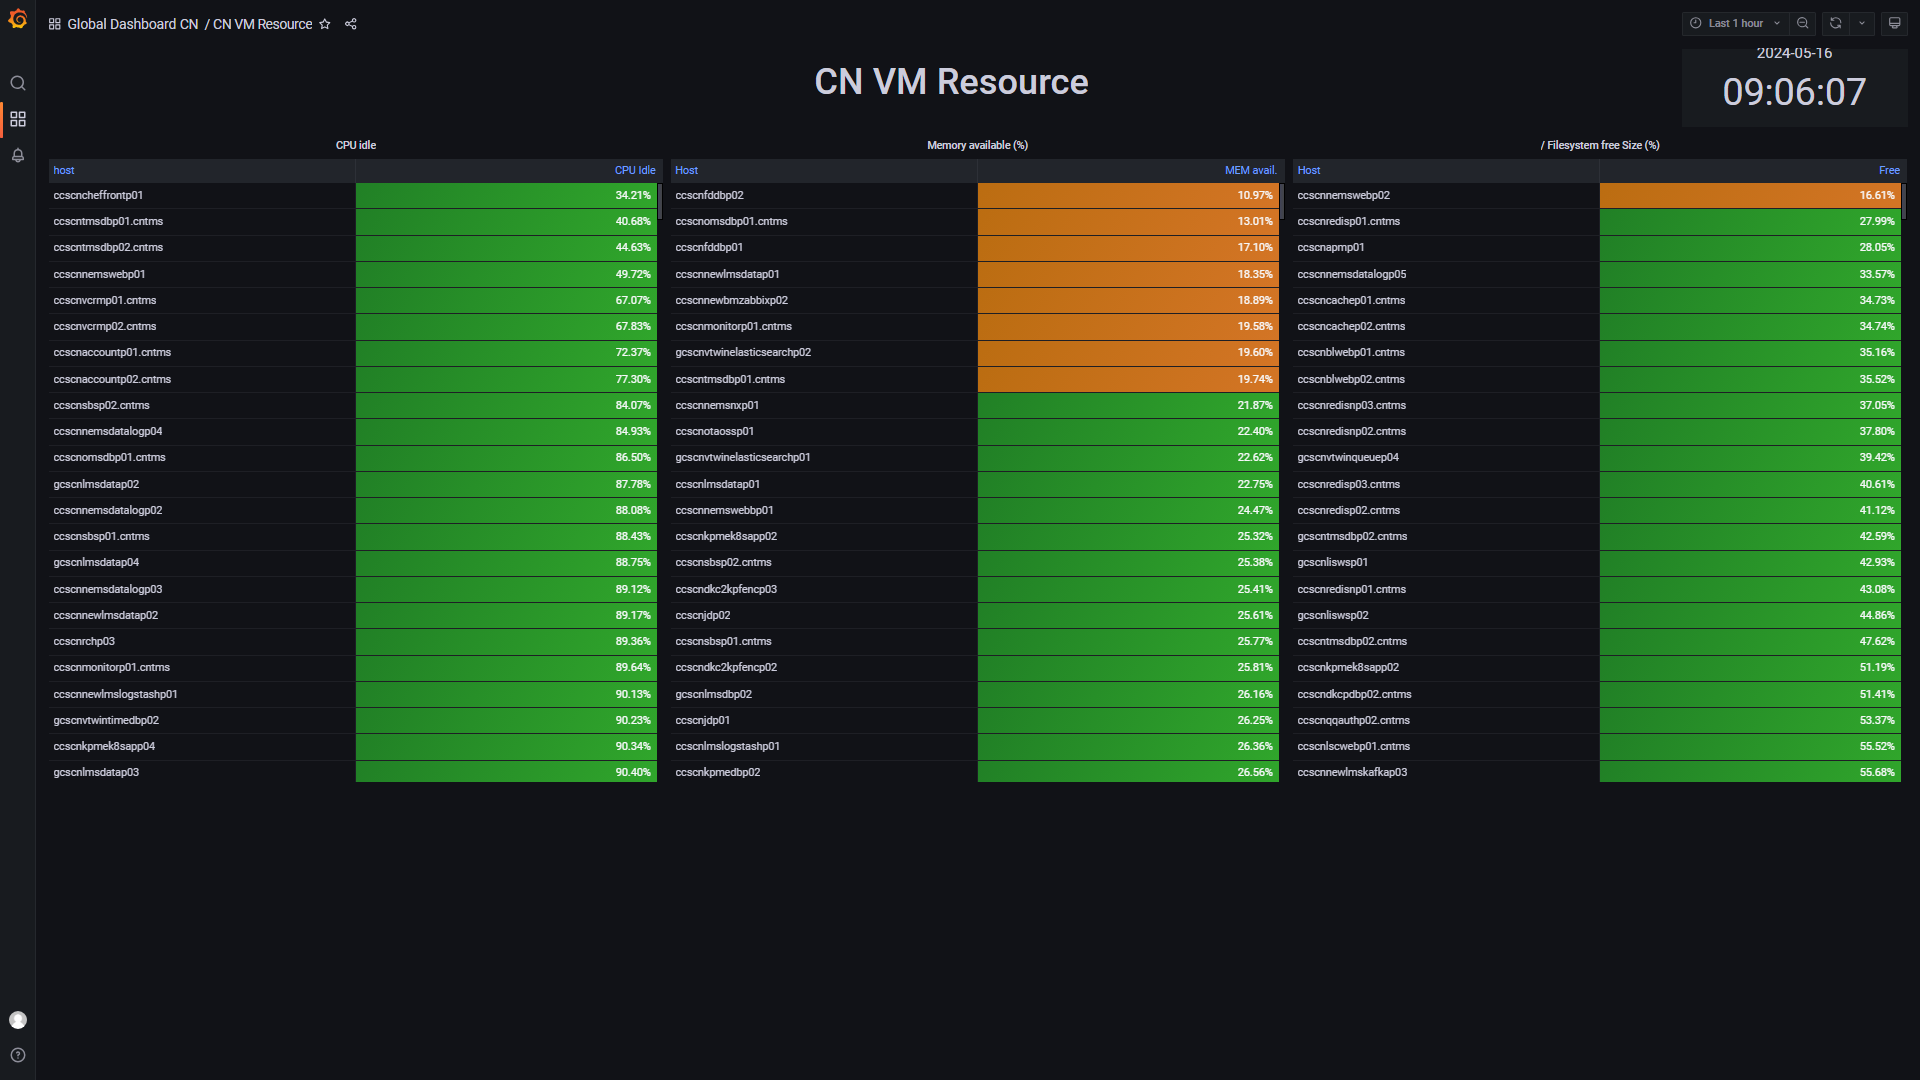 Global Dashboard CN / CN VM Resource
Last 1 hour
CN VM Resource
2024-05-16
09:06:07
CPU idle
host CPU Idle
ccscncheffrontp01 34.21%
ccscntmsdbp01.cntms 40.68%
ccscntmsdbp02.cntms 44.63%
ccscnnemswebp01 49.72%
ccscnvcrmp01.cntms 67.07%
ccscnvcrmp02.cntms 67.83%
ccscnaccountp01.cntms 72.37%
ccscnaccountp02.cntms 77.30%
ccscnsbsp02.cntms 84.07%
ccscnnemsdatalogp04 84.93%
ccscnomsdbp01.cntms 86.50%
gcscnlmsdatap02 87.78%
ccscnnemsdatalogp02 88.08%
ccscnsbsp01.cntms 88.43%
gcscnlmsdatap04 88.75%
ccscnnemsdatalogp03 89.12%
ccscnnewlmsdatap02 89.17%
ccscnrchp03 89.36%
ccscnmonitorp01.cntms 89.64%
ccscnnewlmslogstashp01 90.13%
gcscnvtwintimedbp02 90.23%
ccscnkpmek8sapp04 90.34%
gcscnlmsdatap03 90.40%
Memory available (%)
Host MEM avail.
ccscnfddbp02 10.97%
ccscnomsdbp01.cntms 13.01%
ccscnfddbp01 17.10%
ccscnnewlmsdatap01 18.35%
ccscnnewbmzabbixp02 18.89%
ccscnmonitorp01.cntms 19.58%
gcscnvtwinelasticsearchp02 19.60%
ccscntmsdbp01.cntms 19.74%
ccscnnemsnxp01 21.87%
ccscnotaossp01 22.40%
gcscnvtwinelasticsearchp01 22.62%
ccscnlmsdatap01 22.75%
ccscnnemswebbp01 24.47%
ccscnkpmek8sapp02 25.32%
ccscnsbsp02.cntms 25.38%
ccscndkc2kpfencp03 25.41%
ccscnjdp02 25.61%
ccscnsbsp01.cntms 25.77%
ccscndkc2kpfencp02 25.81%
gcscnlmsdbp02 26.16%
ccscnjdp01 26.25%
ccscnlmslogstashp01 26.36%
ccscnkpmedbp02 26.56%
/ Filesystem free Size (%)
Host Free
ccscnnemswebp02 16.61%
ccscnredisp01.cntms 27.99%
ccscnapmp01 28.05%
ccscnnemsdatalogp05 33.57%
ccscncachep01.cntms 34.73%
ccscncachep02.cntms 34.74%
ccscnblwebp01.cntms 35.16%
ccscnblwebp02.cntms 35.52%
ccscnredisnp03.cntms 37.05%
ccscnredisnp02.cntms 37.80%
gcscnvtwinqueuep04 39.42%
ccscnredisp03.cntms 40.61%
ccscnredisp02.cntms 41.12%
gcscntmsdbp02.cntms 42.59%
gcscnliswsp01 42.93%
ccscnredisnp01.cntms 43.08%
gcscnliswsp02 44.86%
ccscntmsdbp02.cntms 47.62%
ccscnkpmek8sapp02 51.19%
ccscndkcpdbp02.cntms 51.41%
ccscnqqauthp02.cntms 53.37%
ccscnlscwebp01.cntms 55.52%
ccscnnewlmskafkap03 55.68%